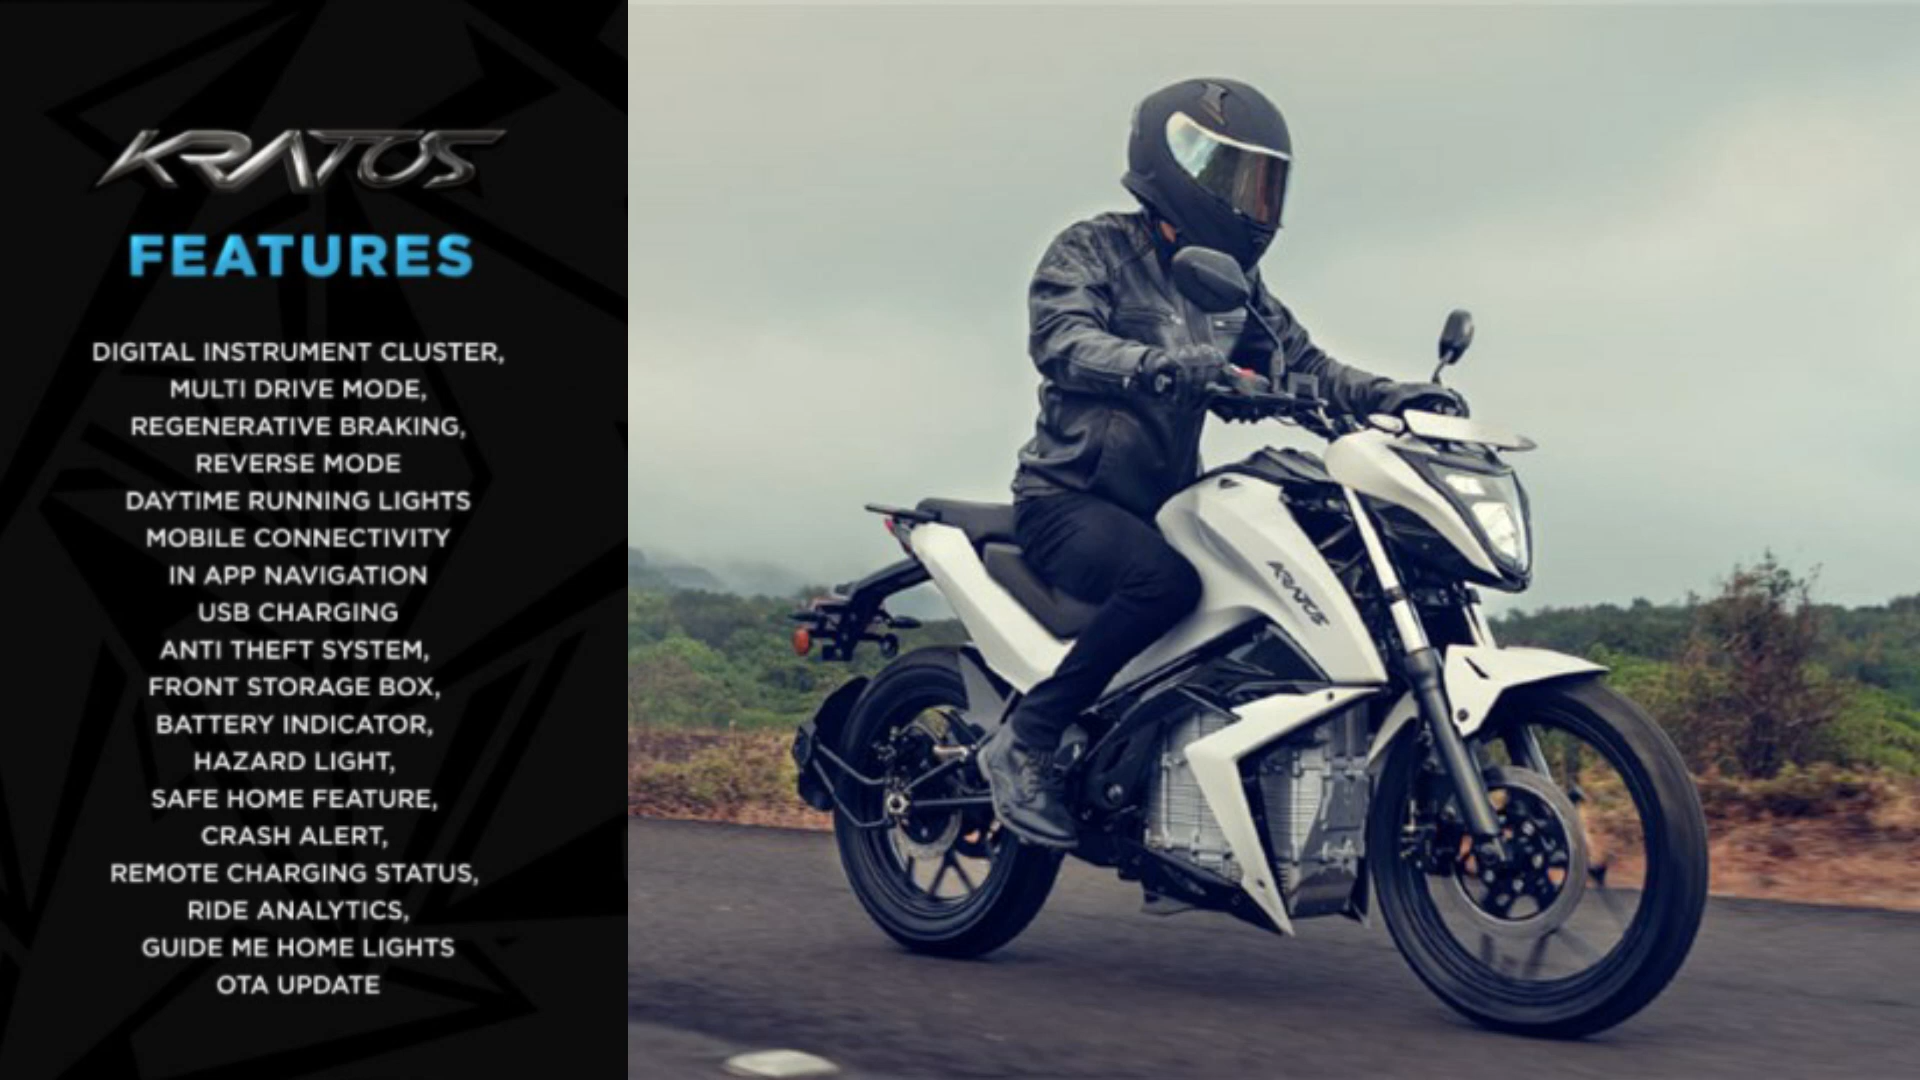 KRATOS
FEATURES
DIGITAL INSTRUMENT CLUSTER,
MULTI DRIVE MODE,
REGENERATIVE BRAKING,
REVERSE MODE
DAYTIME RUNNING LIGHTS
MOBILE CONNECTIVITY
IN APP NAVIGATION
USB CHARGING
ANTI THEFT SYSTEM,
FRONT STORAGE BOX,
BATTERY INDICATOR,
HAZARD LIGHT,
SAFE HOME FEATURE,
CRASH ALERT,
REMOTE CHARGING STATUS,
RIDE ANALYTICS,
GUIDE ME HOME LIGHTS
OTA UPDATE
KRATOS